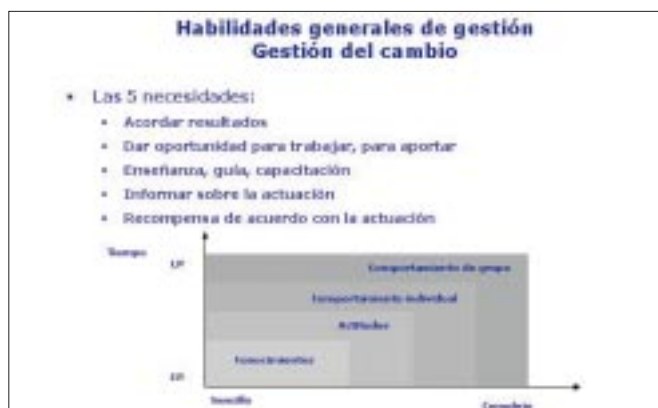 Habilidades generales de gestión
Gestión del cambio
• Las 5 necesidades:
• Acordar resultados
• Dar oportunidad para trabajar, para aportar
• Enseñanza, guía, capacitación
• Informar sobre la actuación
• Recompensa de acuerdo con la actuación
Tiempo
LP
Comportamiento de grupo
Comportamiento individual
Actitudes
Conocimientos
Sencillo
Complejo